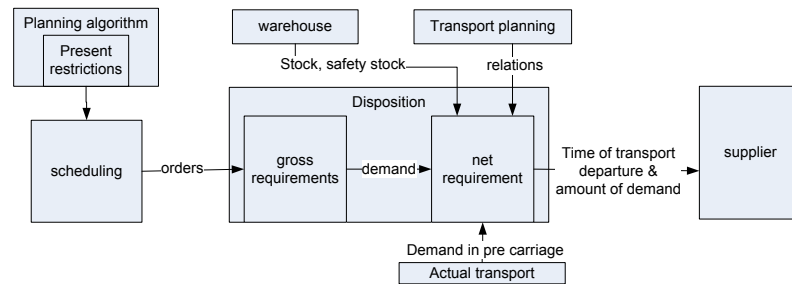 Planning algorithm
Present
restrictions
warehouse
Transport planning
Stock, safety stock
relations
Disposition
scheduling
orders
gross
requirements
demand
net
requirement
Time of transport
departure &
amount of demand
supplier
Demand in pre carriage
Actual transport